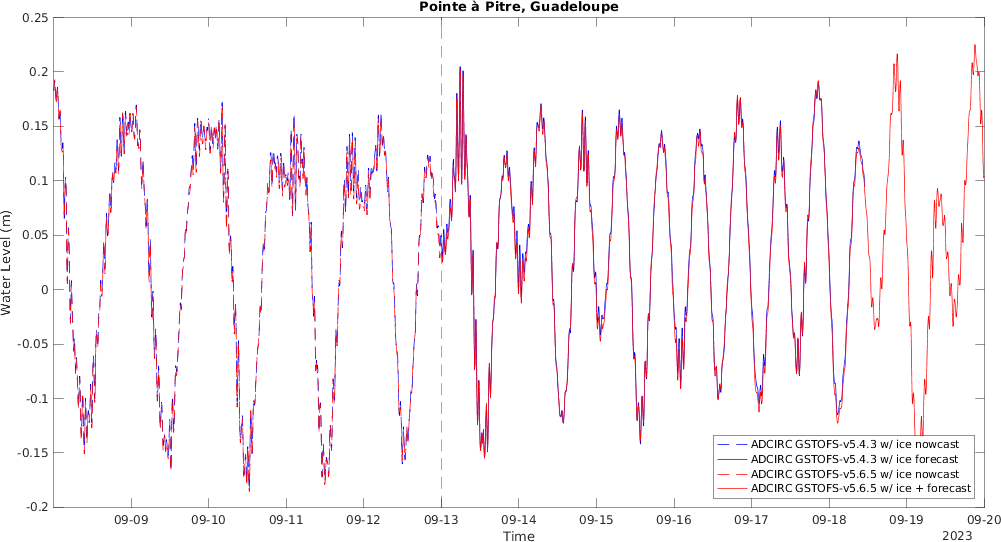 Pointe à Pitre, Guadeloupe
0.25
0.2
0.15
0.1
0.05
0
-0.05
-0.1
-0.15
-0.2
Water Level (m)
09-09 09-10 09-11 09-12 09-13 09-14 09-15 09-16 09-17 09-18 09-19 09-20
Time
2023
ADCIRC GSTOFS-v5.4.3 w/ ice nowcast
ADCIRC GSTOFS-v5.4.3 w/ ice forecast
ADCIRC GSTOFS-v5.6.5 w/ ice nowcast
ADCIRC GSTOFS-v5.6.5 w/ ice + forecast